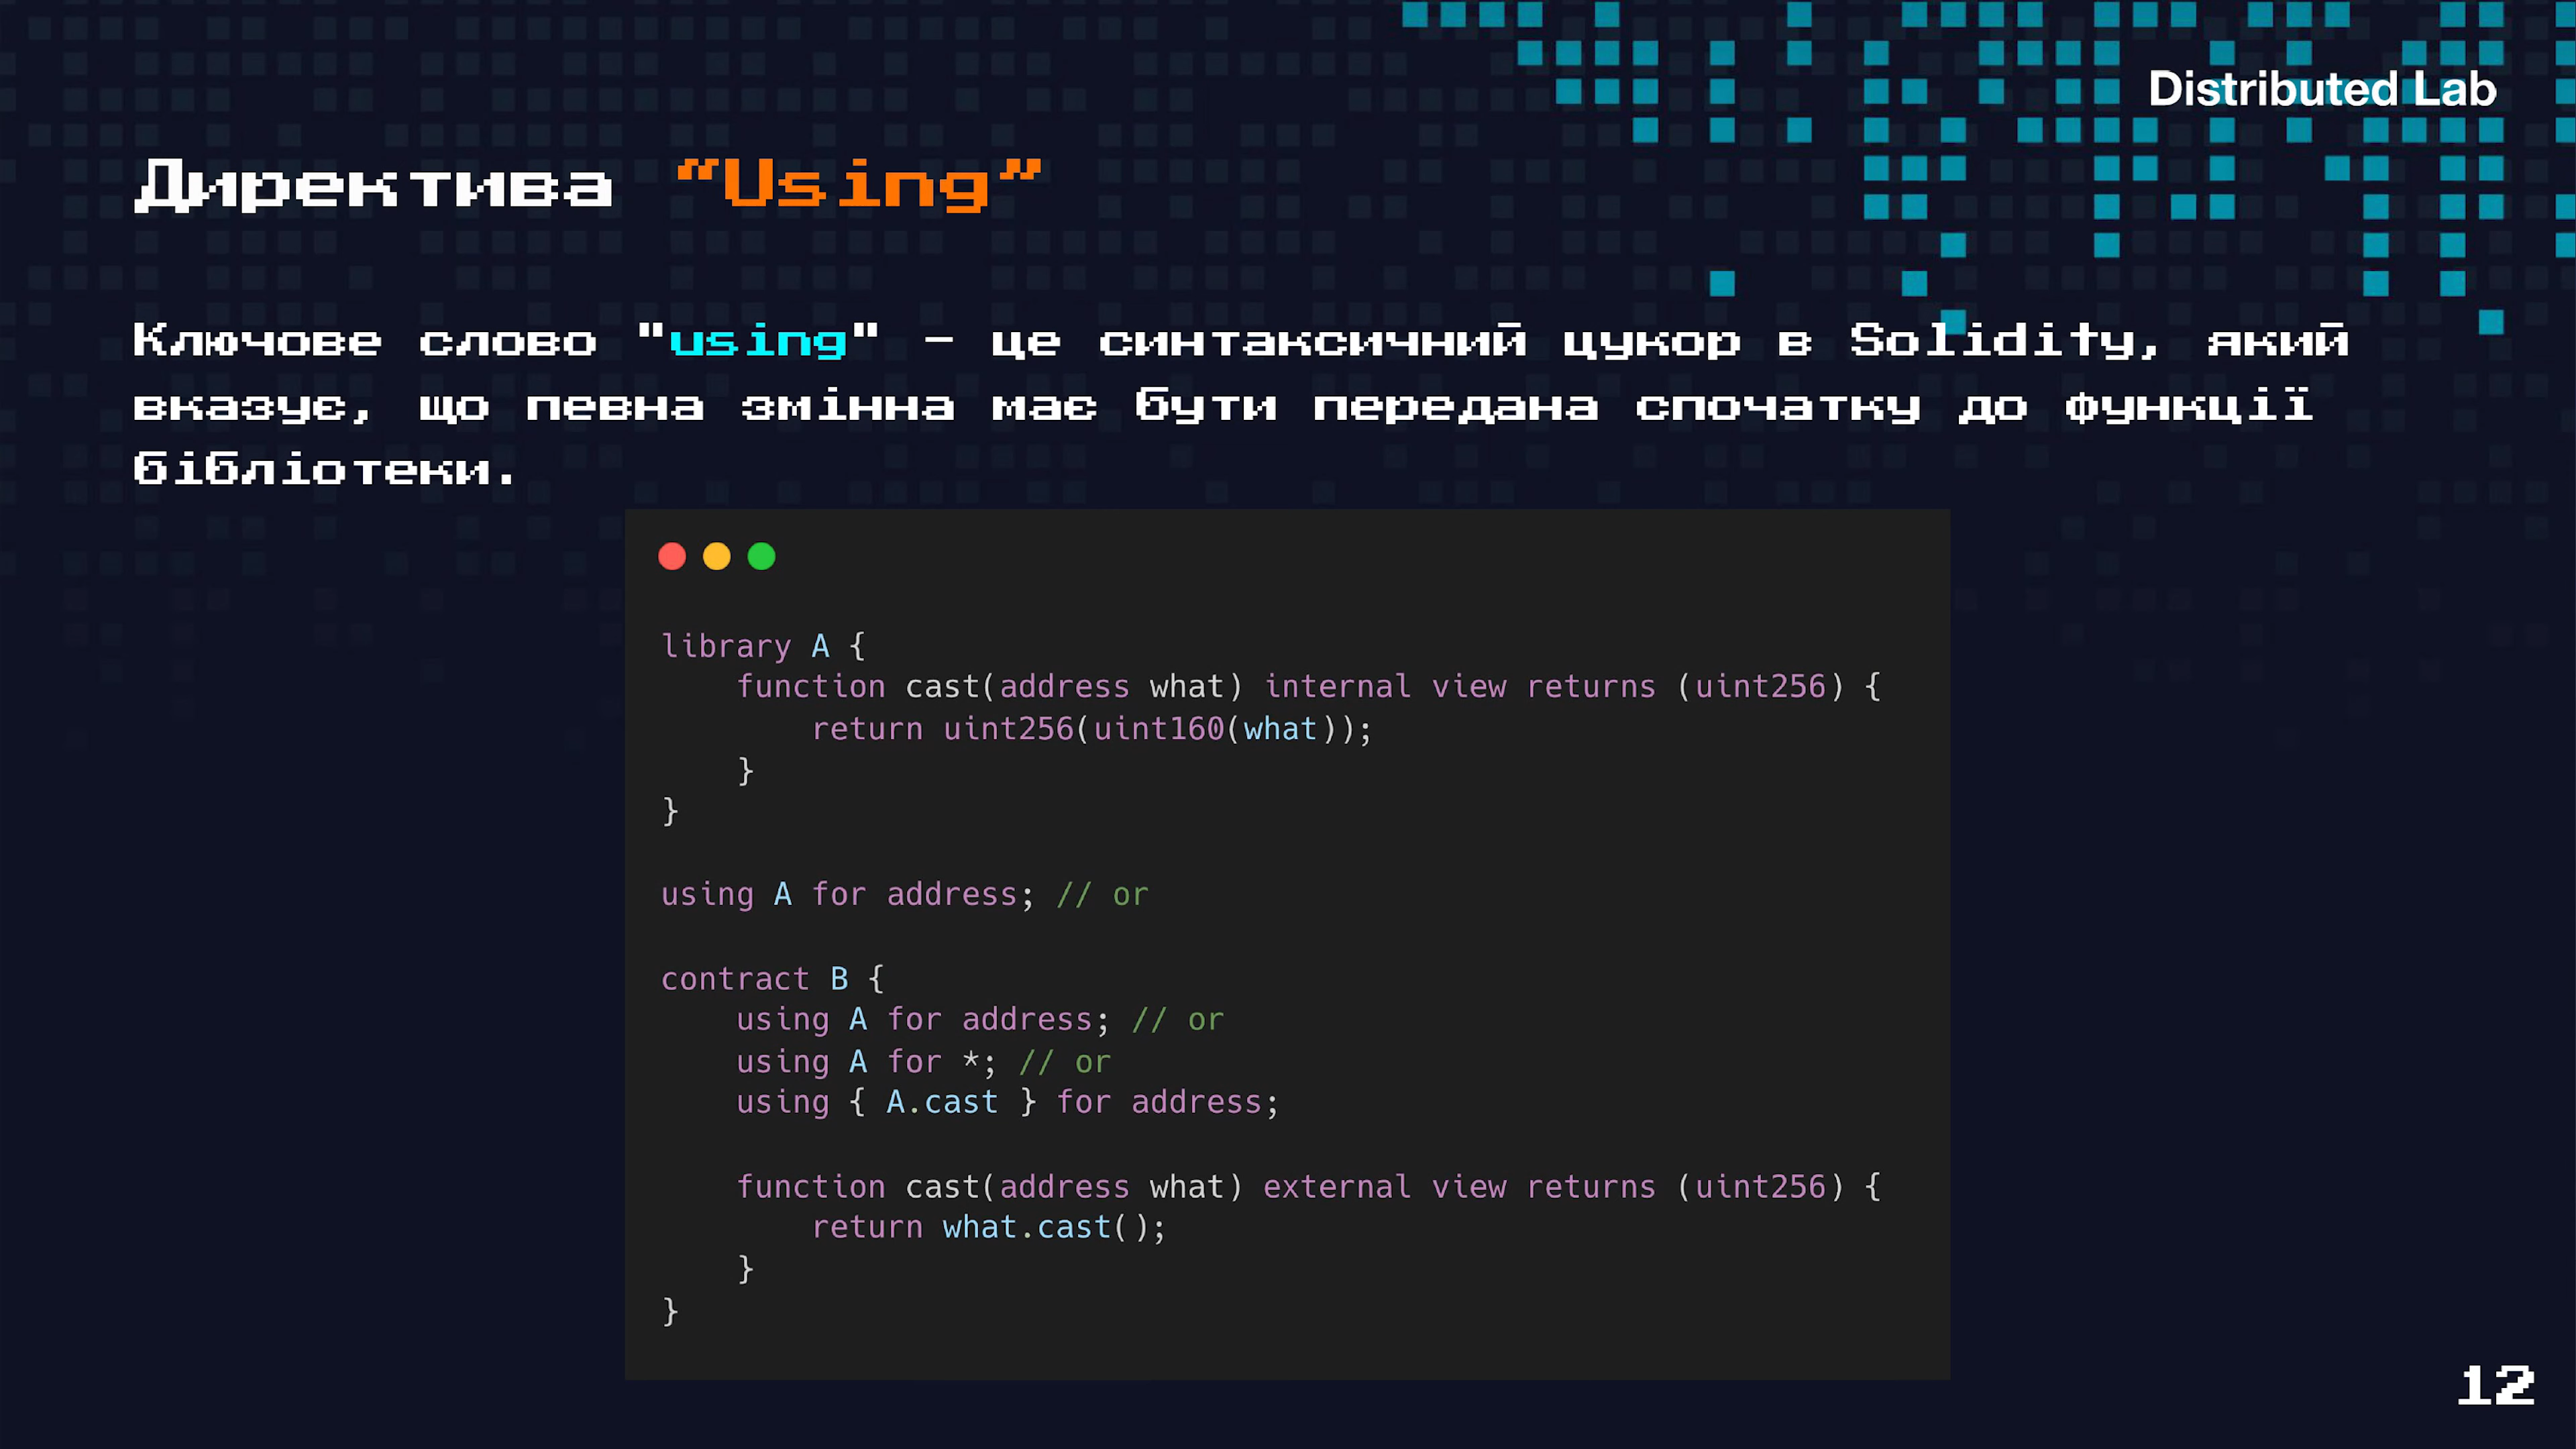 Distributed Lab
Директива “Using”
Ключове слово "using" – це синтаксичний цукор в Solidity, який
вказує, що певна змінна має бути передана спочатку до функції
бібліотеки.
library A {
    function cast(address what) internal view returns (uint256) {
        return uint256(uint160(what));
    }
}
using A for address; // or
contract B {
    using A for address; // or
    using A for *; // or
    using { A.cast } for address;
    function cast(address what) external view returns (uint256) {
        return what.cast();
    }
}
12